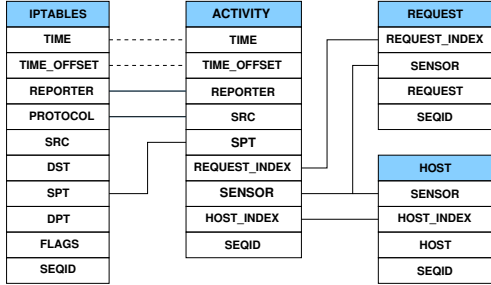 IPTABLES
TIME
TIME_OFFSET
REPORTER
PROTOCOL
SRC
DST
SPT
DPT
FLAGS
SEQID
ACTIVITY
TIME
TIME_OFFSET
REPORTER
SRC
SPT
REQUEST_INDEX
SENSOR
HOST_INDEX
SEQID
REQUEST
REQUEST_INDEX
SENSOR
REQUEST
SEQID
HOST
SENSOR
HOST_INDEX
HOST
SEQID